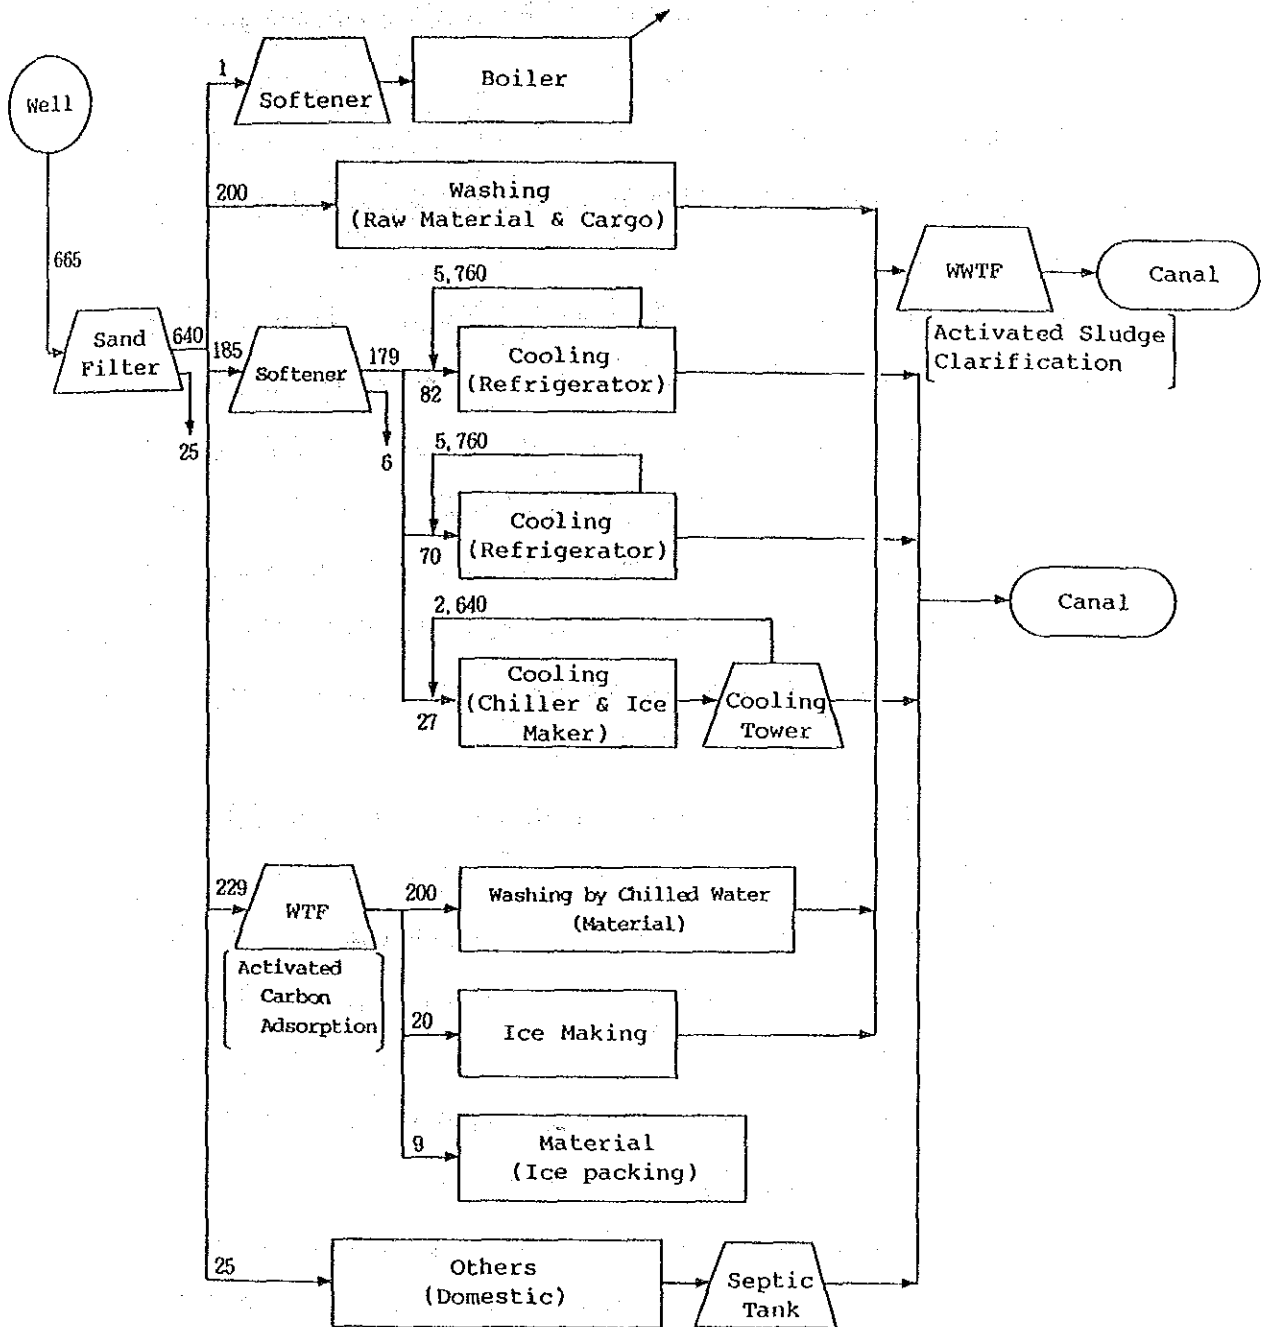 Well
665
Sand
Filter
640
25
1
Softener
Boiler
200
Washing
(Raw Material & Cargo)
WWTF
Activated Sludge
Clarification
Canal
185
Softener
179
6
5,760
82
Cooling
(Refrigerator)
5,760
70
Cooling
(Refrigerator)
2,640
27
Cooling
(Chiller & Ice
Maker)
Cooling
Tower
Canal
229
WTF
Activated
Carbon
Adsorption
200
Washing by Chilled Water
(Material)
20
Ice Making
9
Material
(Ice packing)
25
Others
(Domestic)
Septic
Tank